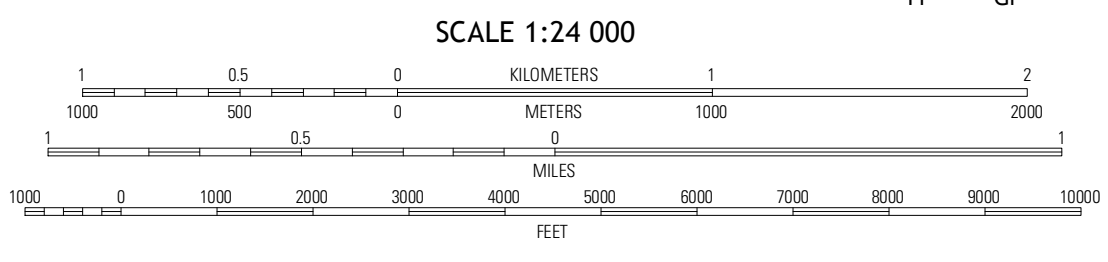 SCALE 1:24 000
1 0.5 0 KILOMETERS 1 2
1000 500 0 METERS 1000 2000
1 0.5 0 1
MILES
1000 0 1000 2000 3000 4000 5000 6000 7000 8000 9000 10000
FEET